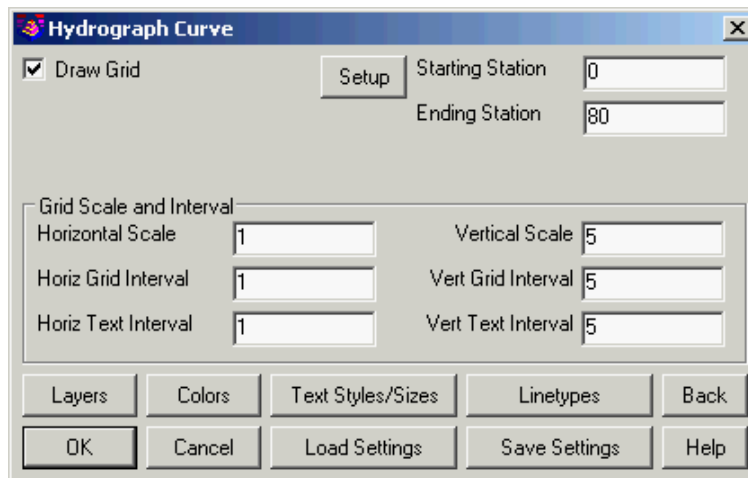 Hydrograph Curve
Draw Grid
Setup
Starting Station 0
Ending Station 80
Grid Scale and Interval
Horizontal Scale 1 Vertical Scale 5
Horiz Grid Interval 1 Vert Grid Interval 5
Horiz Text Interval 1 Vert Text Interval 5
Layers Colors Text Styles/Sizes Linetypes Back
OK Cancel Load Settings Save Settings Help